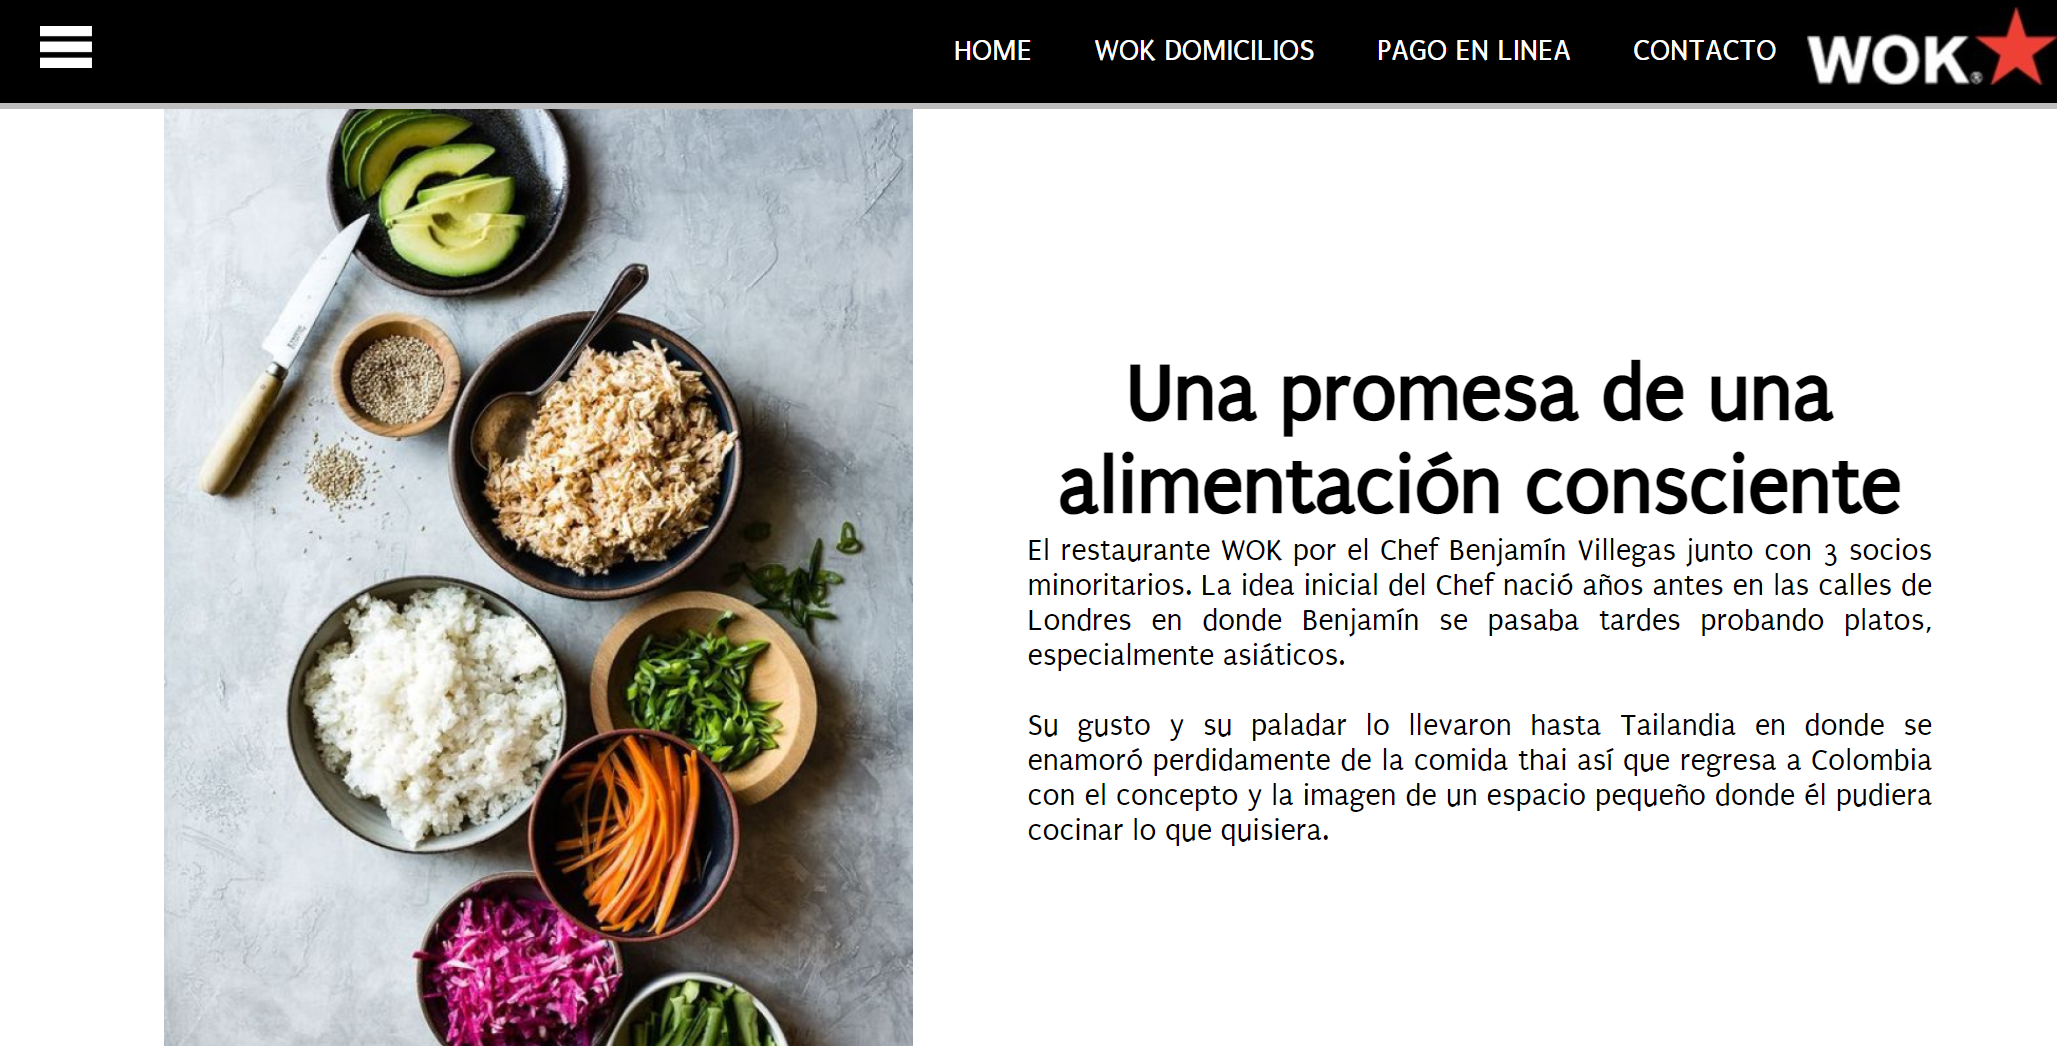 HOME WOK DOMICILIOS PAGO EN LINEA CONTACTO WOK.®
Una promesa de una
alimentación consciente
El restaurante WOK por el Chef Benjamín Villegas junto con 3 socios
minoritarios. La idea inicial del Chef nació años antes en las calles de
Londres en donde Benjamín se pasaba tardes probando platos,
especialmente asiáticos.
Su gusto y su paladar lo llevaron hasta Tailandia en donde se
enamoró perdidamente de la comida thai así que regresa a Colombia
con el concepto y la imagen de un espacio pequeño donde él pudiera
cocinar lo que quisiera.